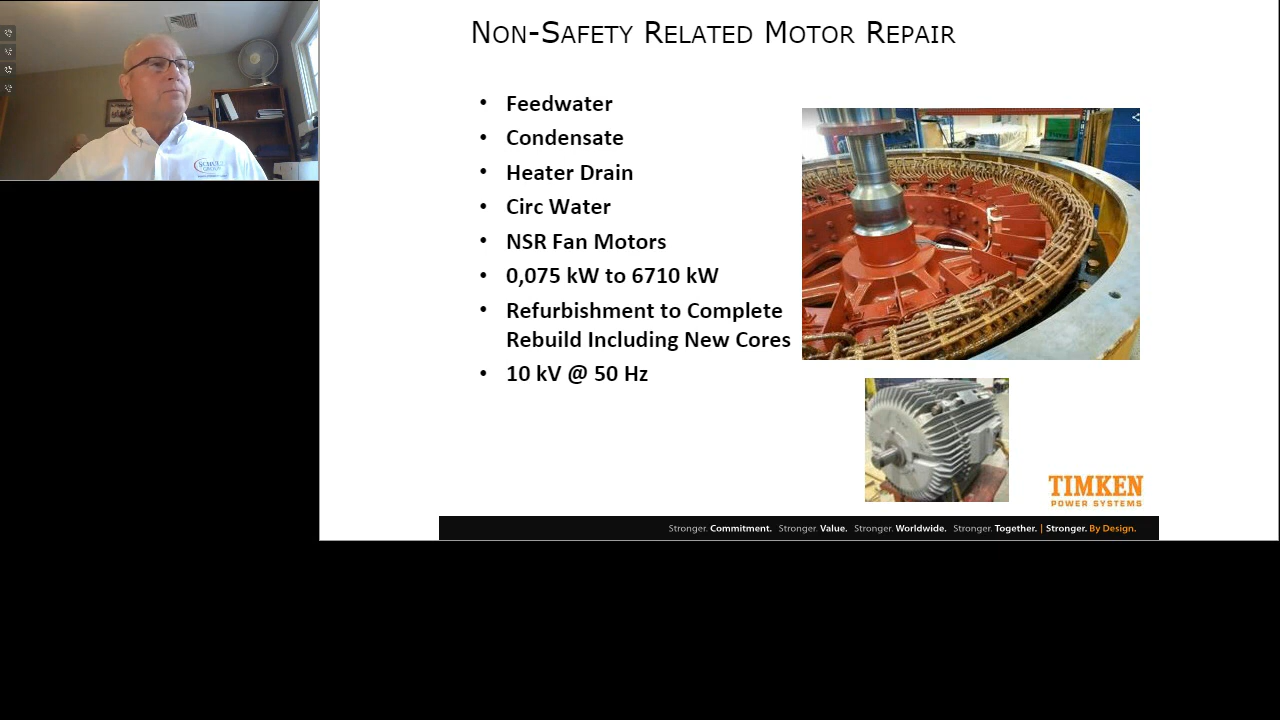 NON-SAFETY RELATED MOTOR REPAIR
• Feedwater
• Condensate
• Heater Drain
• Circ Water
• NSR Fan Motors
• 0,075 kW to 6710 kW
• Refurbishment to Complete
Rebuild Including New Cores
• 10 kV @ 50 Hz
TIMKEN
POWER SYSTEMS
Stronger. Commitment. Stronger. Value. Stronger. Worldwide. Stronger. Together. | Stronger. By Design.